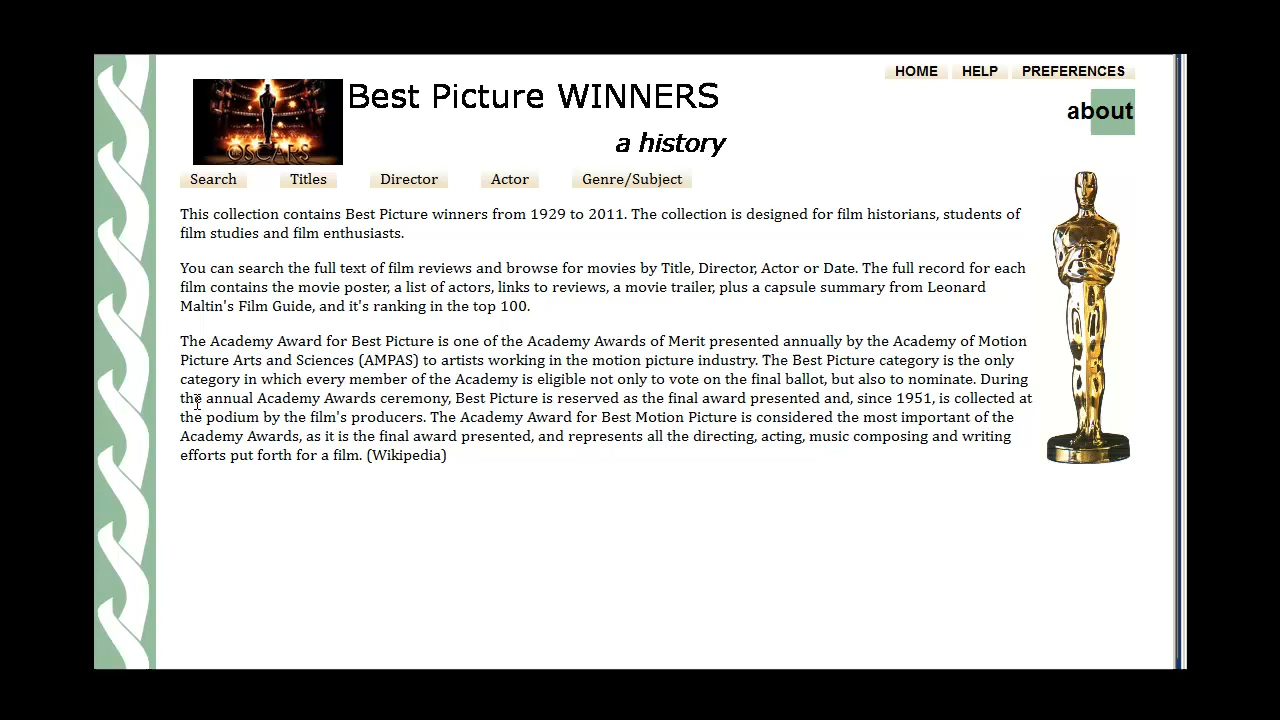 HOME HELP PREFERENCES
Best Picture WINNERS
about
a history
OSCARS
Search Titles Director Actor Genre/Subject
This collection contains Best Picture winners from 1929 to 2011. The collection is designed for film historians, students of
film studies and film enthusiasts.
You can search the full text of film reviews and browse for movies by Title, Director, Actor or Date. The full record for each
film contains the movie poster, a list of actors, links to reviews, a movie trailer, plus a capsule summary from Leonard
Maltin's Film Guide, and it's ranking in the top 100.
The Academy Award for Best Picture is one of the Academy Awards of Merit presented annually by the Academy of Motion
Picture Arts and Sciences (AMPAS) to artists working in the motion picture industry. The Best Picture category is the only
category in which every member of the Academy is eligible not only to vote on the final ballot, but also to nominate. During
the annual Academy Awards ceremony, Best Picture is reserved as the final award presented and, since 1951, is collected at
the podium by the film's producers. The Academy Award for Best Motion Picture is considered the most important of the
Academy Awards, as it is the final award presented, and represents all the directing, acting, music composing and writing
efforts put forth for a film. (Wikipedia)